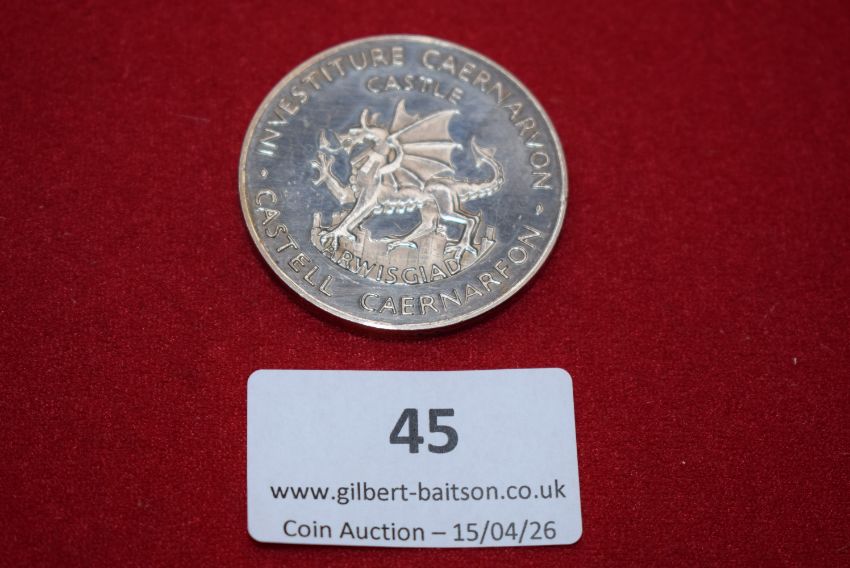 · INVESTITURE CAERNARVON ·
CASTLE
ARWISGIAD
CASTELL CAERNARFON
45
www.gilbert-baitson.co.uk
Coin Auction – 15/04/26